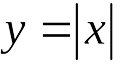 y = |x|